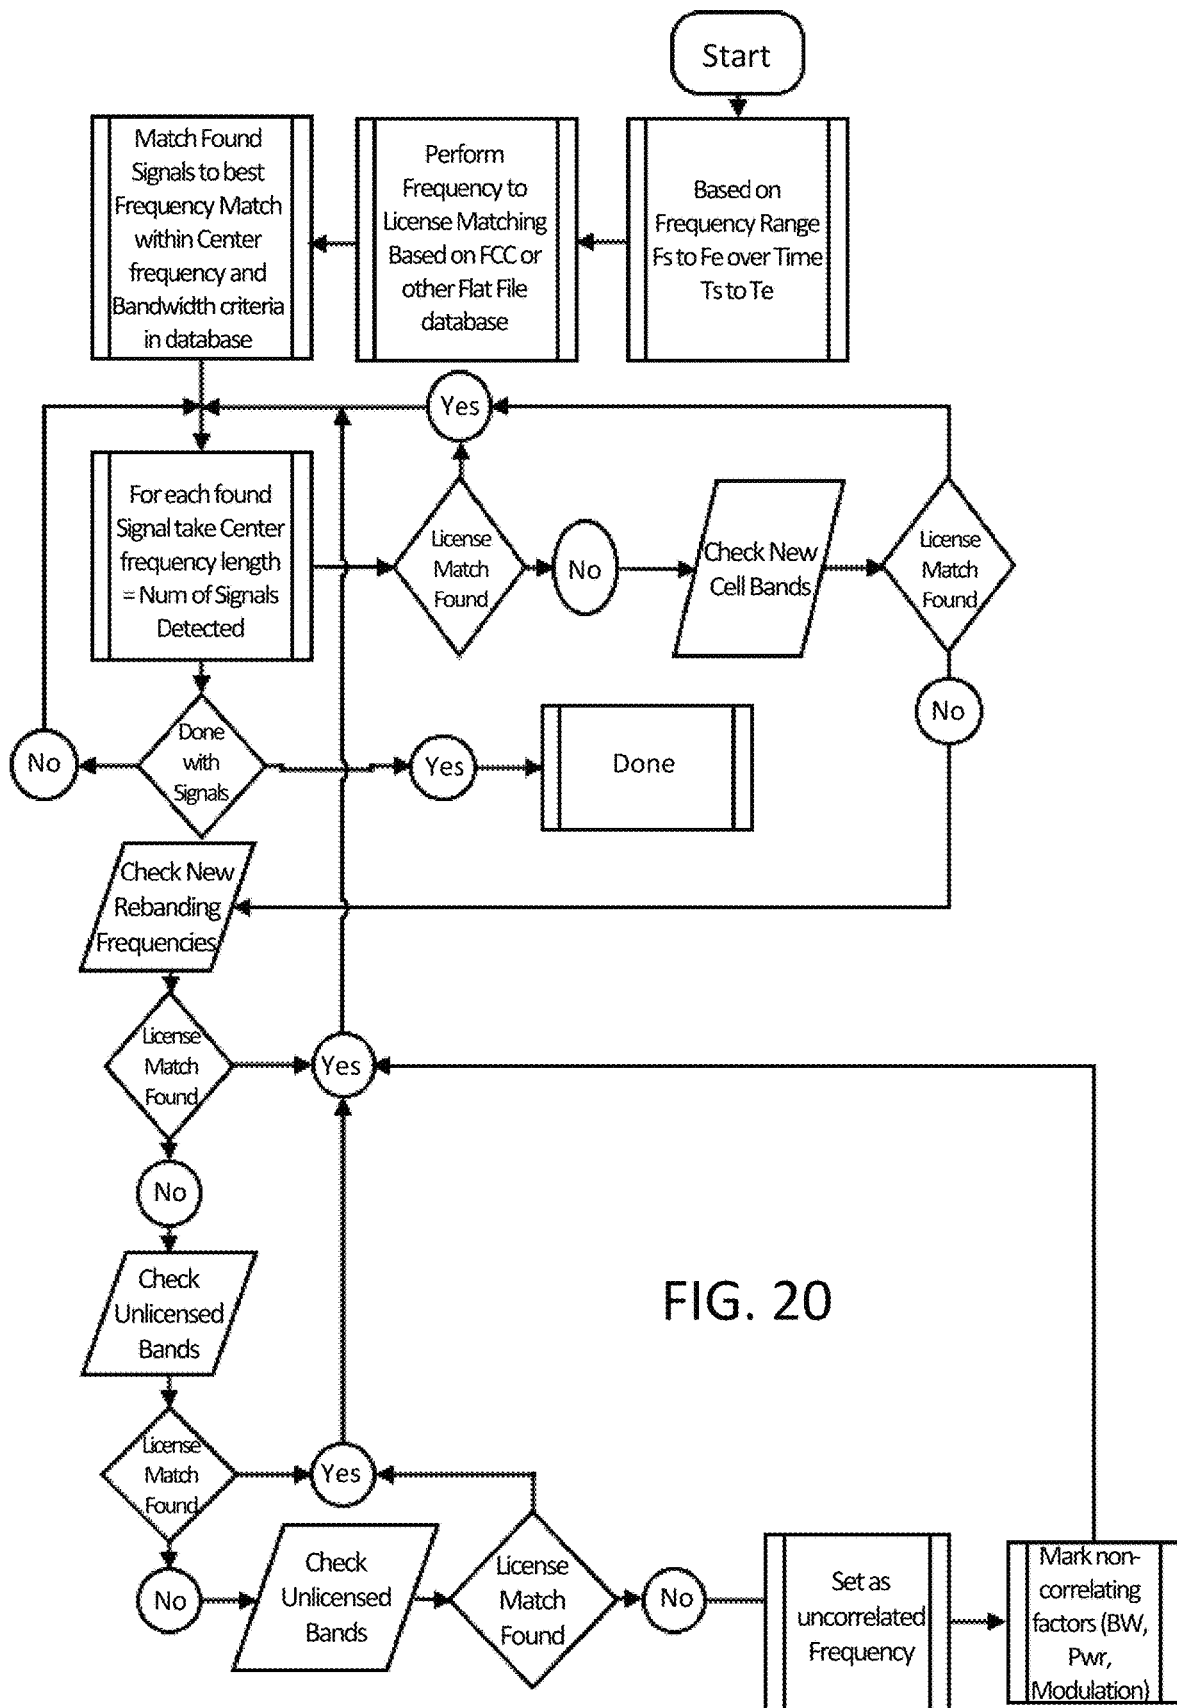 Start
Match Found
Signals to best
Frequency Match
within Center
frequency and
Bandwidth criteria
in database
Perform
Frequency to
License Matching
Based on FCC or
other Flat File
database
Based on
Frequency Range
Fs to Fe over Time
Ts to Te
Yes
For each found
Signal take Center
frequency length
= Num of Signals
Detected
License
Match
Found
No
Check New
Cell Bands
License
Match
Found
No
No
Done
with
Signals
Yes
Done
Check New
Rebanding
Frequencies
License
Match
Found
Yes
No
Check
Unlicensed
Bands
FIG. 20
License
Match
Found
Yes
No
Check
Unlicensed
Bands
License
Match
Found
No
Set as
uncorrelated
Frequency
Mark non-
correlating
factors (BW,
Pwr,
Modulation)